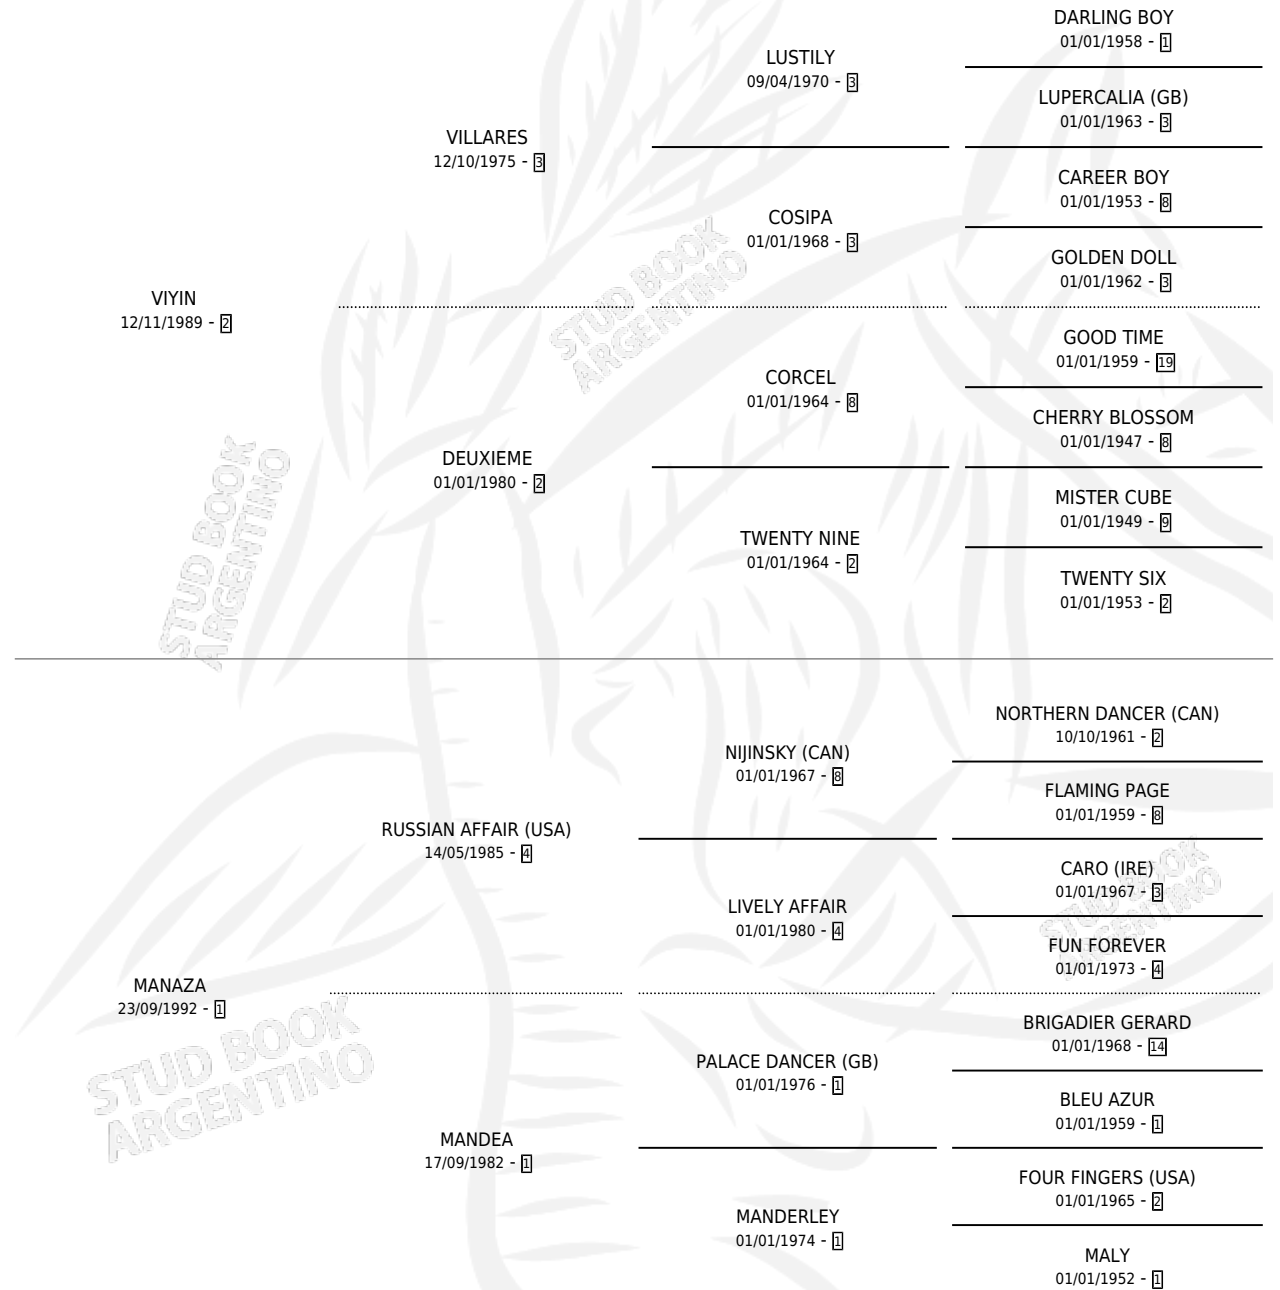 DARLING BOY
01/01/1958 - 1
LUSTILY
09/04/1970 - 3
LUPERCALIA (GB)
01/01/1963 - 3
VILLARES
12/10/1975 - 3
CAREER BOY
01/01/1953 - 8
COSIPA
01/01/1968 - 3
GOLDEN DOLL
01/01/1962 - 3
VIYIN
12/11/1989 - 2
GOOD TIME
01/01/1959 - 19
CORCEL
01/01/1964 - 8
CHERRY BLOSSOM
01/01/1947 - 8
DEUXIEME
01/01/1980 - 2
MISTER CUBE
01/01/1949 - 9
TWENTY NINE
01/01/1964 - 2
TWENTY SIX
01/01/1953 - 2
STUD BOOK
ARGENTINO
STUD BOOK
ARGENTINO
NORTHERN DANCER (CAN)
10/10/1961 - 2
NIJINSKY (CAN)
01/01/1967 - 8
FLAMING PAGE
01/01/1959 - 8
RUSSIAN AFFAIR (USA)
14/05/1985 - 4
CARO (IRE)
01/01/1967 - 3
LIVELY AFFAIR
01/01/1980 - 4
FUN FOREVER
01/01/1973 - 4
MANAZA
23/09/1992 - 1
BRIGADIER GERARD
01/01/1968 - 14
PALACE DANCER (GB)
01/01/1976 - 1
BLEU AZUR
01/01/1959 - 1
MANDEA
17/09/1982 - 1
FOUR FINGERS (USA)
01/01/1965 - 2
MANDERLEY
01/01/1974 - 1
MALY
01/01/1952 - 1
STUD BOOK
ARGENTINO
STUD BOOK
ARGENTINO